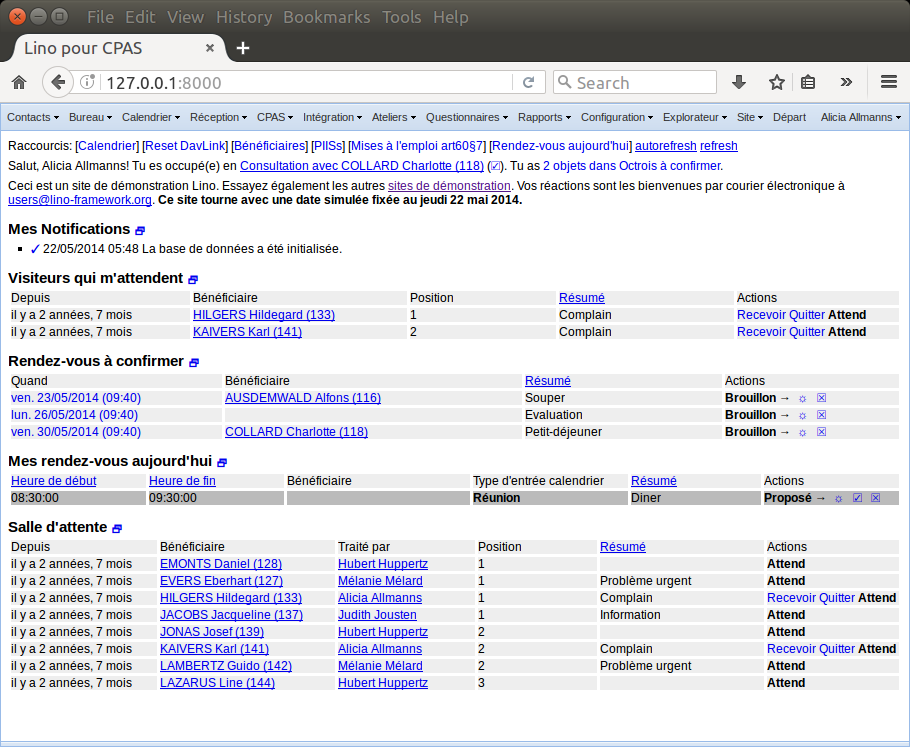 File Edit View History Bookmarks Tools Help
Lino pour CPAS
127.0.0.1:8000 Search
Contacts Bureau Calendrier Réception CPAS Intégration Ateliers Questionnaires Rapports Configuration Explorateur Site Départ Alicia Allmanns
Raccourcis: [Calendrier] [Reset DavLink] [Bénéficiaires] [PIISs] [Mises à l'emploi art60§7] [Rendez-vous aujourd'hui] autorefresh refresh
Salut, Alicia Allmanns! Tu es occupé(e) en Consultation avec COLLARD Charlotte (118) (☑). Tu as 2 objets dans Octrois à confirmer.
Ceci est un site de démonstration Lino. Essayez également les autres sites de démonstration. Vos réactions sont les bienvenues par courier électronique à
users@lino-framework.org. Ce site tourne avec une date simulée fixée au jeudi 22 mai 2014.
Mes Notifications
✓ 22/05/2014 05:48 La base de données a été initialisée.
Visiteurs qui m'attendent
Depuis Bénéficiaire Position Résumé Actions
il y a 2 années, 7 mois HILGERS Hildegard (133) 1 Complain Recevoir Quitter Attend
il y a 2 années, 7 mois KAIVERS Karl (141) 2 Complain Recevoir Quitter Attend
Rendez-vous à confirmer
Quand Bénéficiaire Résumé Actions
ven. 23/05/2014 (09:40) AUSDEMWALD Alfons (116) Souper Brouillon → ☼ ☒
lun. 26/05/2014 (09:40) Evaluation Brouillon → ☼ ☒
ven. 30/05/2014 (09:40) COLLARD Charlotte (118) Petit-déjeuner Brouillon → ☼ ☒
Mes rendez-vous aujourd'hui
Heure de début Heure de fin Bénéficiaire Type d'entrée calendrier Résumé Actions
08:30:00 09:30:00 Réunion Diner Proposé → ☼ ☑ ☒
Salle d'attente
Depuis Bénéficiaire Traité par Position Résumé Actions
il y a 2 années, 7 mois EMONTS Daniel (128) Hubert Huppertz 1 Attend
il y a 2 années, 7 mois EVERS Eberhart (127) Mélanie Mélard 1 Problème urgent Attend
il y a 2 années, 7 mois HILGERS Hildegard (133) Alicia Allmanns 1 Complain Recevoir Quitter Attend
il y a 2 années, 7 mois JACOBS Jacqueline (137) Judith Jousten 1 Information Attend
il y a 2 années, 7 mois JONAS Josef (139) Hubert Huppertz 2 Attend
il y a 2 années, 7 mois KAIVERS Karl (141) Alicia Allmanns 2 Complain Recevoir Quitter Attend
il y a 2 années, 7 mois LAMBERTZ Guido (142) Mélanie Mélard 2 Problème urgent Attend
il y a 2 années, 7 mois LAZARUS Line (144) Hubert Huppertz 3 Attend